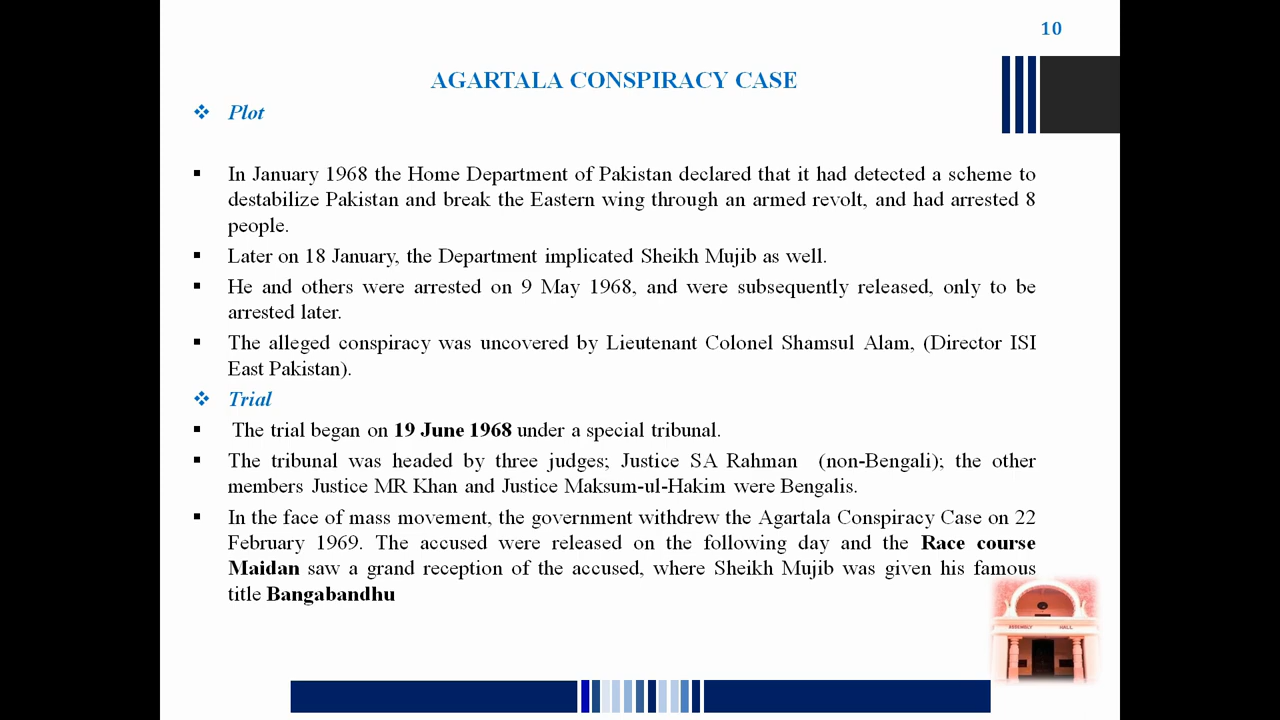 10
AGARTALA CONSPIRACY CASE
❖ Plot
▪ In January 1968 the Home Department of Pakistan declared that it had detected a scheme to
destabilize Pakistan and break the Eastern wing through an armed revolt, and had arrested 8
people.
▪ Later on 18 January, the Department implicated Sheikh Mujib as well.
▪ He and others were arrested on 9 May 1968, and were subsequently released, only to be
arrested later.
▪ The alleged conspiracy was uncovered by Lieutenant Colonel Shamsul Alam, (Director ISI
East Pakistan).
❖ Trial
▪ The trial began on 19 June 1968 under a special tribunal.
▪ The tribunal was headed by three judges; Justice SA Rahman (non-Bengali); the other
members Justice MR Khan and Justice Maksum-ul-Hakim were Bengalis.
▪ In the face of mass movement, the government withdrew the Agartala Conspiracy Case on 22
February 1969. The accused were released on the following day and the Race course
Maidan saw a grand reception of the accused, where Sheikh Mujib was given his famous
title Bangabandhu
ASSEMBLY HALL